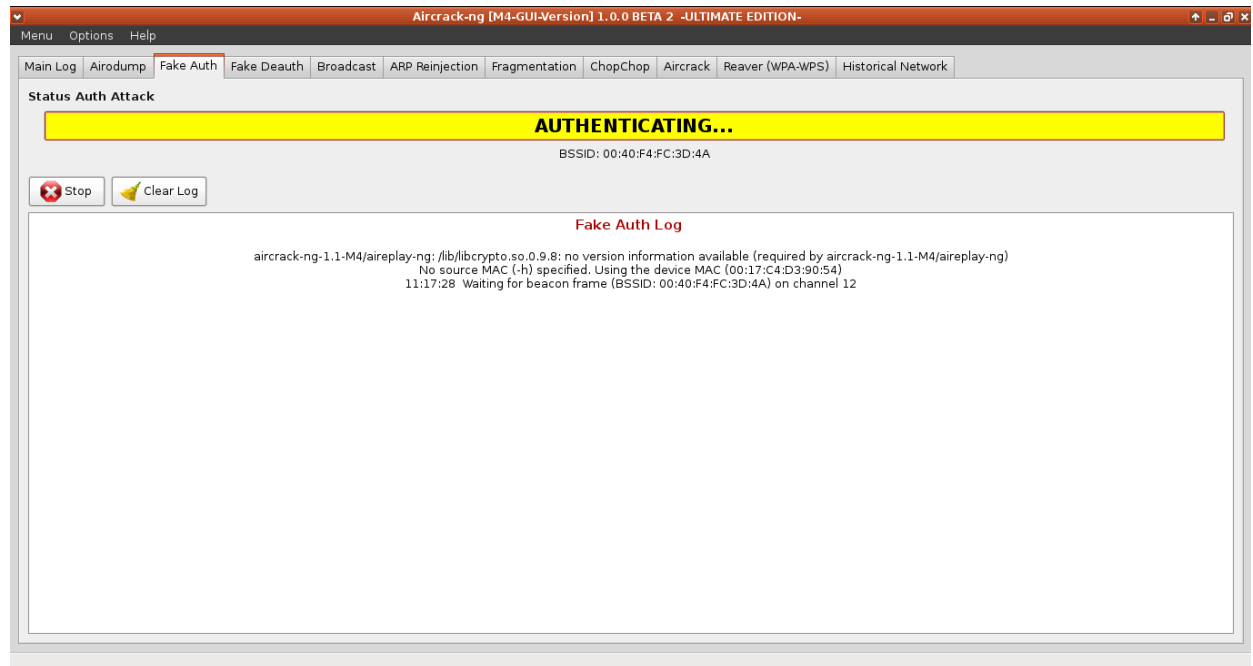 Aircrack-ng [M4-GUI-Version] 1.0.0 BETA 2 -ULTIMATE EDITION-
Menu Options Help
Main Log Airodump Fake Auth Fake Deauth Broadcast ARP Reinjection Fragmentation ChopChop Aircrack Reaver (WPA-WPS) Historical Network
Status Auth Attack
AUTHENTICATING...
BSSID: 00:40:F4:FC:3D:4A
Stop Clear Log
Fake Auth Log
aircrack-ng-1.1-M4/aireplay-ng: /lib/libcrypto.so.0.9.8: no version information available (required by aircrack-ng-1.1-M4/aireplay-ng)
No source MAC (-h) specified. Using the device MAC (00:17:C4:D3:90:54)
11:17:28 Waiting for beacon frame (BSSID: 00:40:F4:FC:3D:4A) on channel 12